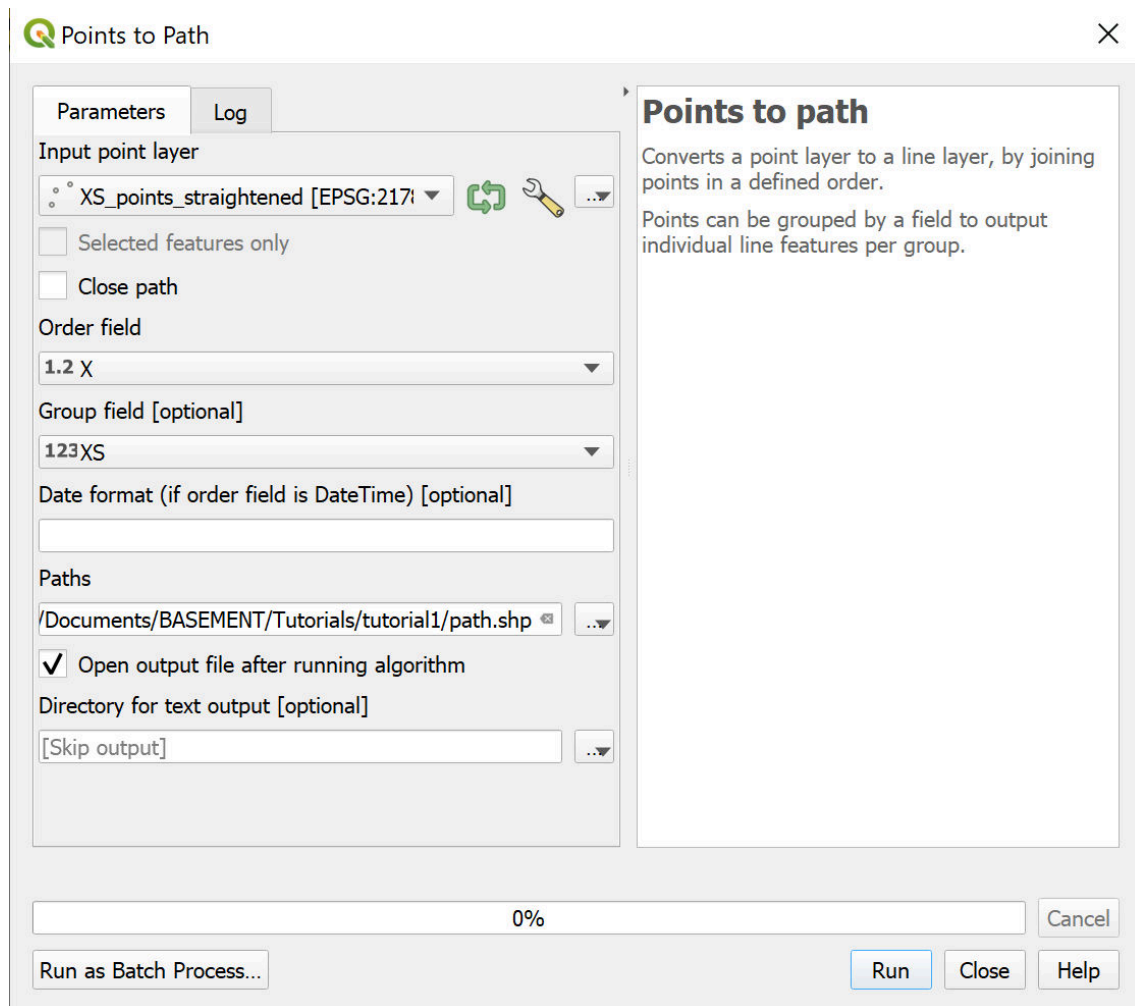 Points to Path
Parameters
Log
Input point layer
XS_points_straightened [EPSG:217
Selected features only
Close path
Order field
1.2 X
Group field [optional]
123 XS
Date format (if order field is DateTime) [optional]
Paths
/Documents/BASEMENT/Tutorials/tutorial1/path.shp
Open output file after running algorithm
Directory for text output [optional]
[Skip output]
Points to path
Converts a point layer to a line layer, by joining
points in a defined order.
Points can be grouped by a field to output
individual line features per group.
0%
Cancel
Run as Batch Process...
Run
Close
Help